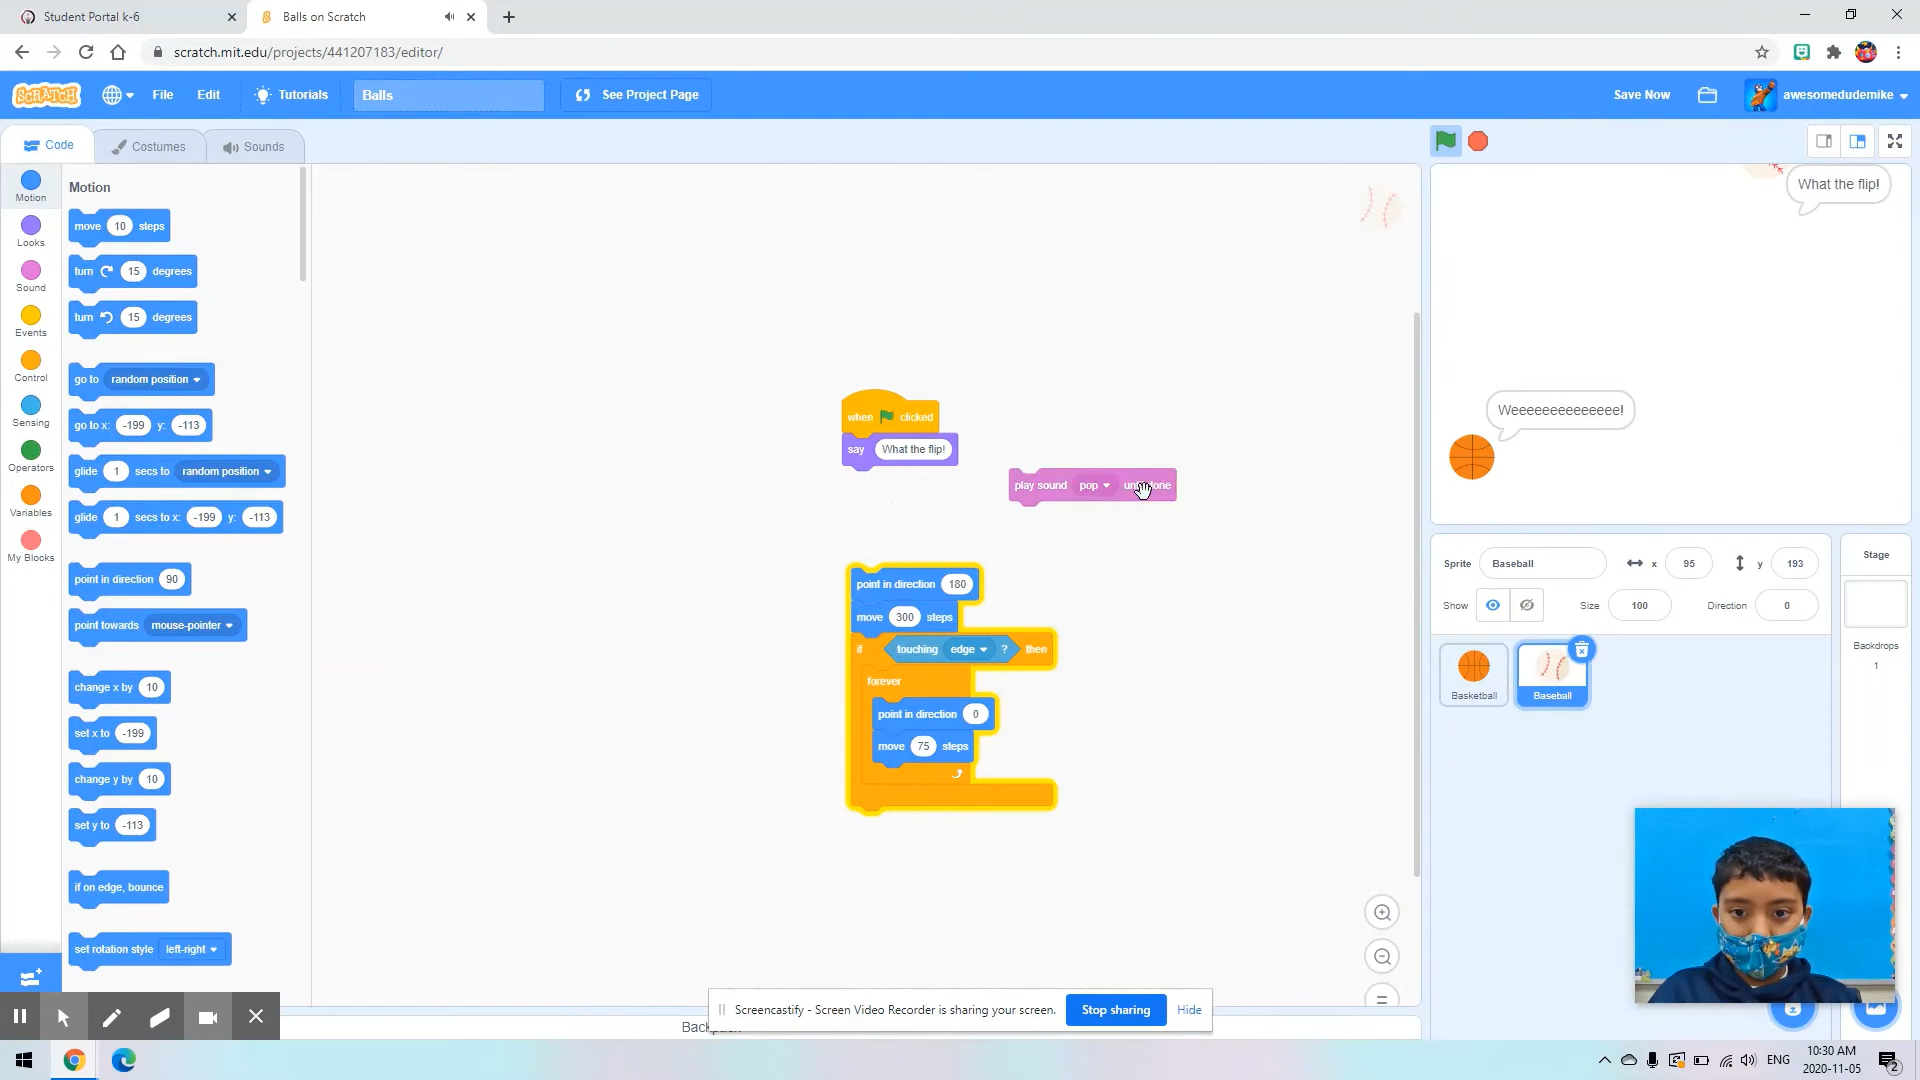 Student Portal k-6
Balls on Scratch
scratch.mit.edu/projects/441207183/editor/
SCRATCH
File
Edit
Tutorials
Balls
See Project Page
Save Now
awesomedudemike
Code
Costumes
Sounds
Motion
Looks
Sound
Events
Control
Sensing
Operators
Variables
My Blocks
Motion
move 10 steps
turn 15 degrees
turn 15 degrees
go to random position
go to x: -199 y: -113
glide 1 secs to random position
glide 1 secs to x: -199 y: -113
point in direction 90
point towards mouse-pointer
change x by 10
set x to -199
change y by 10
set y to -113
if on edge, bounce
set rotation style left-right
when clicked
say What the flip!
play sound pop
point in direction 180
move 300 steps
if touching edge ? then
forever
point in direction 0
move 75 steps
What the flip!
Weeeeeeeeeeeeee!
Sprite Baseball x 95 y 193
Show Size 100 Direction 0
Basketball
Baseball
Stage
Backdrops
1
Screencastify - Screen Video Recorder is sharing your screen.
Stop sharing
Hide
ENG
10:30 AM
2020-11-05
2